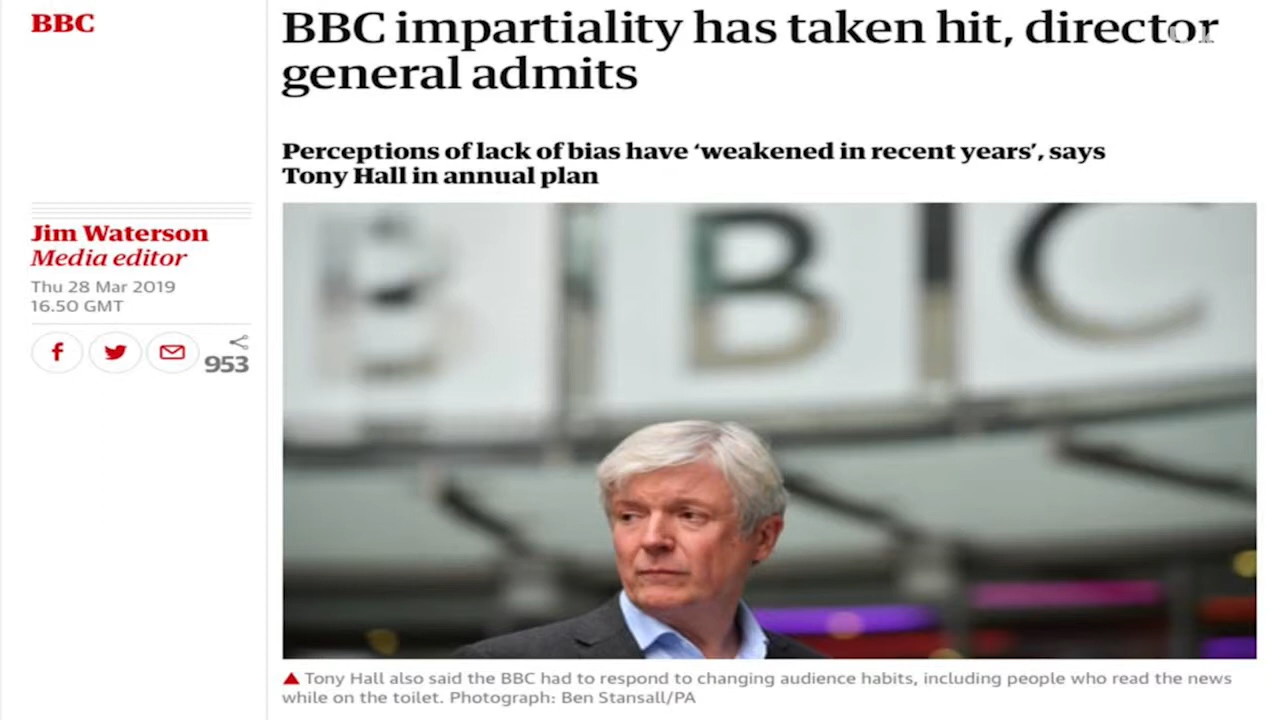 BBC
BBC impartiality has taken hit, director
general admits
Perceptions of lack of bias have ‘weakened in recent years’, says
Tony Hall in annual plan
Jim Waterson
Media editor
Thu 28 Mar 2019
16.50 GMT
953
BBC
Tony Hall also said the BBC had to respond to changing audience habits, including people who read the news
while on the toilet. Photograph: Ben Stansall/PA